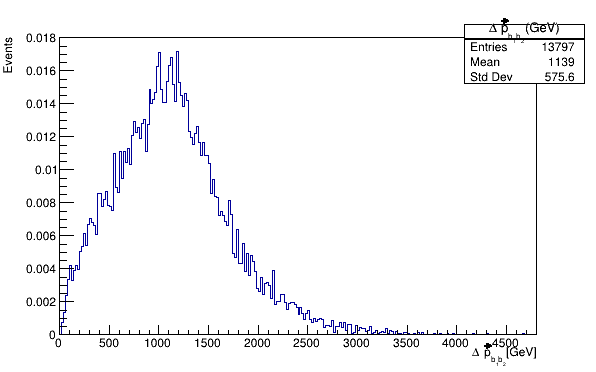 Δ p⃗ b₁b₂ (GeV)
Entries 13797
Mean 1139
Std Dev 575.6
Events
0.018
0.016
0.014
0.012
0.01
0.008
0.006
0.004
0.002
0
0 500 1000 1500 2000 2500 3000 3500 4000 4500
Δ p⃗ b₁b₂ [GeV]